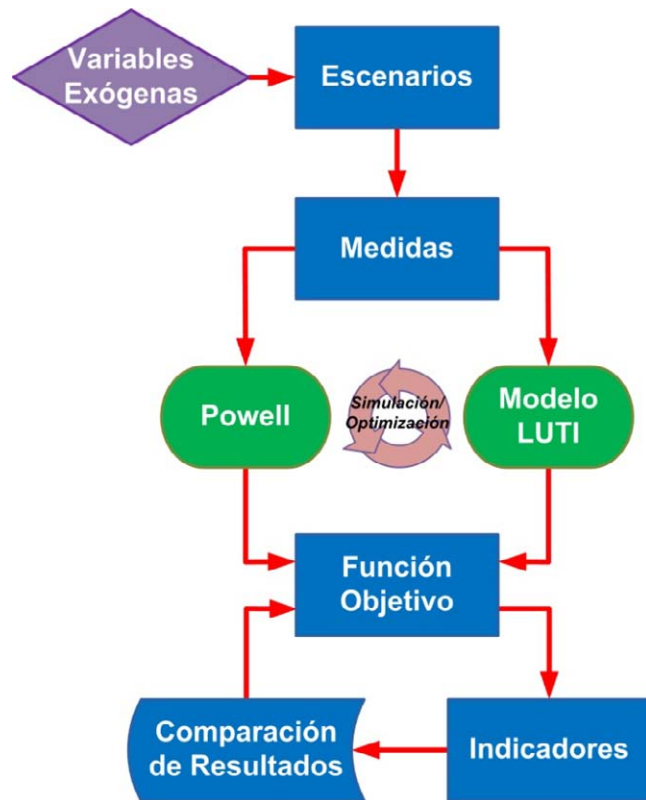 Variables
Exógenas
Escenarios
Medidas
Powell
Simulación/
Optimización
Modelo
LUTI
Función
Objetivo
Comparación
de Resultados
Indicadores